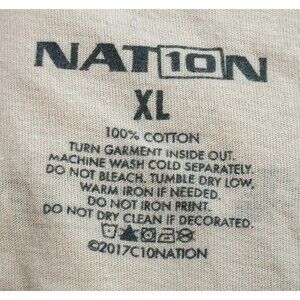 NAT10N
XL
100% COTTON
TURN GARMENT INSIDE OUT.
MACHINE WASH COLD SEPARATELY.
DO NOT BLEACH. TUMBLE DRY LOW,
WARM IRON IF NEEDED.
DO NOT IRON PRINT.
DO NOT DRY CLEAN IF DECORATED.
©2017C10NATION